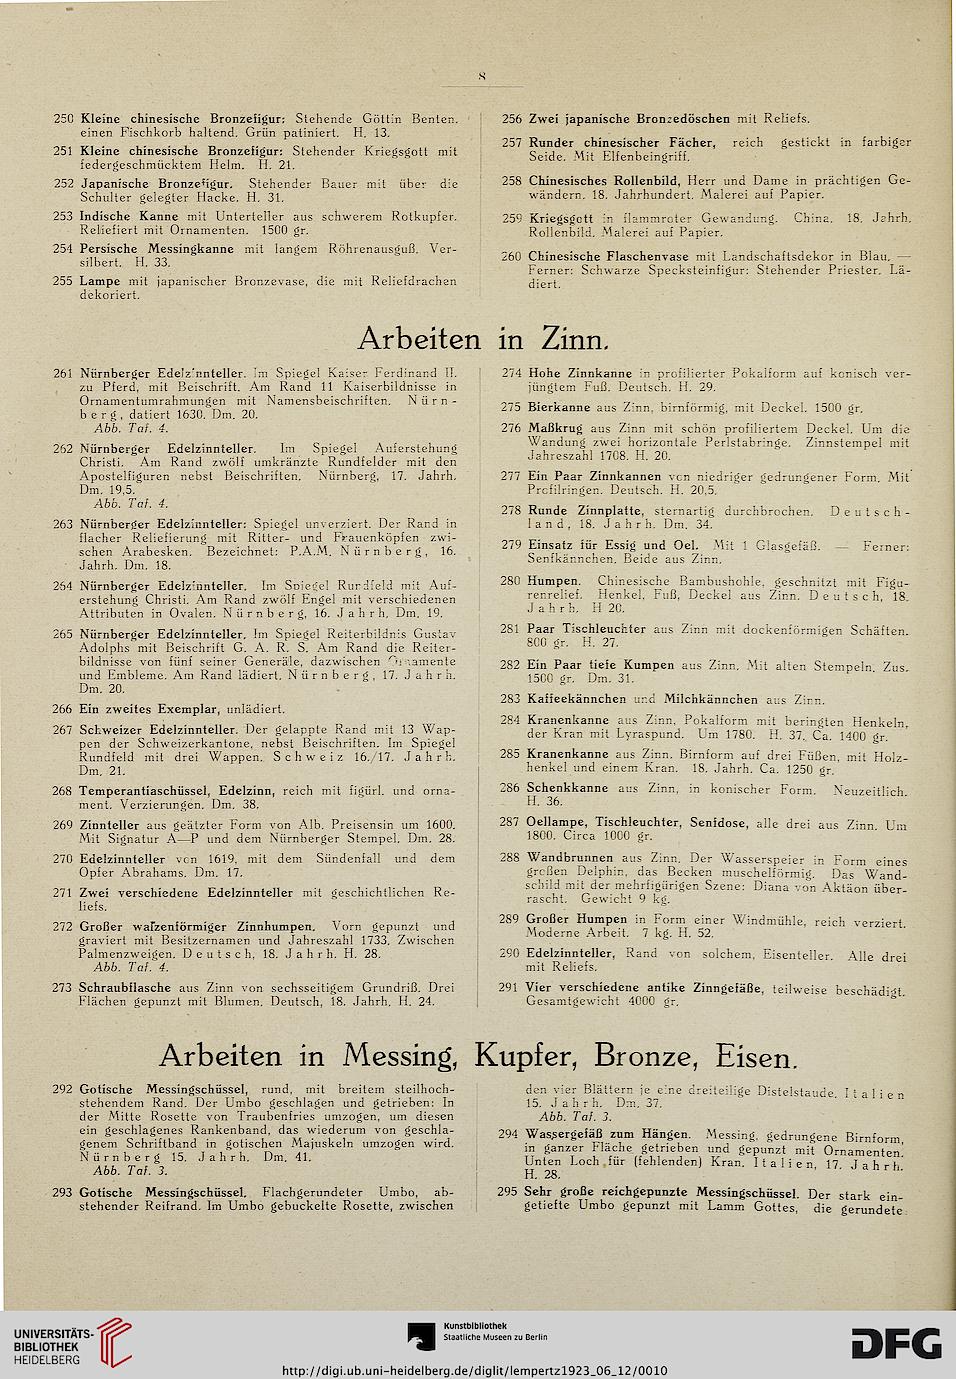 8
250 Kleine chinesische Bronzefigur: Stehende Göttin Benten.
einen Fischkorb haltend. Grün patiniert. H. 13.
251 Kleine chinesische Bronzefigur: Stehender Kriegsgott mit
federgeschmücktem Helm. H. 21.
252 Japanische Bronzefigur. Stehender Bauer mit über die
Schulter gelegter Hacke. H. 31.
253 Indische Kanne mit Unterteller aus schwerem Rotkupfer.
Reliefiert mit Ornamenten. 1500 gr.
254 Persische Messingkanne mit langem Röhrenausguß. Ver-
silbert. H. 33.
255 Lampe mit japanischer Bronzevase, die mit Reliefdrachen
dekoriert.
256 Zwei japanische Bronzedöschen mit Reliefs.
257 Runder chinesischer Fächer, reich gestickt in farbiger
Seide. Mit Elfenbeingriff.
258 Chinesisches Rollenbild, Herr und Dame in prächtigen Ge-
wändern. 18. Jahrhundert. Malerei auf Papier.
259 Kriegsgott in flammroter Gewandung. China. 18. Jahrh.
Rollenbild. Malerei auf Papier.
260 Chinesische Flaschenvase mit Landschaftsdekor in Blau. —
Ferner: Schwarze Specksteinfigur: Stehender Priester. Lä-
diert.
Arbeiten in Zinn.
261 Nürnberger Edelzinnteller. Im Spiegel Kaiser Ferdinand II.
zu Pferd, mit Beischrift. Am Rand 11 Kaiserbildnisse in
Ornamentumrahmungen mit Namensbeischriften. Nürn-
berg, datiert 1630. Dm. 20.
Abb. Taf. 4.
262 Nürnberger Edelzinnteller. Im Spiegel Auferstehung
Christi. Am Rand zwölf umkränzte Rundfelder mit den
Apostelfiguren nebst Beischriften. Nürnberg, 17. Jahrh.
Dm. 19,5.
Abb. Taf. 4.
263 Nürnberger Edelzinnteller: Spiegel unverziert. Der Rand in
flacher Reliefierung mit Ritter- und Frauenköpfen zwi-
schen Arabesken. Bezeichnet: P.A.M. Nürnberg, 16.
Jahrh. Dm. 18.
264 Nürnberger Edelzinnteller. Im Spiegel Rundfeld mit Auf-
erstehung Christi. Am Rand zwölf Engel mit verschiedenen
Attributen in Ovalen. Nürnberg, 16. Jahrh. Dm. 19.
265 Nürnberger Edelzinnteller. Im Spiegel Reiterbildnis Gustav
Adolphs mit Beischrift G. A. R. S. Am Rand die Reiter-
bildnisse von fünf seiner Generäle, dazwischen Ornamente
und Embleme. Am Rand lädiert. Nürnberg, 17. Jahrh.
Dm. 20.
266 Ein zweites Exemplar, unlädiert.
267 Schweizer Edelzinnteller. Der gelappte Rand mit 13 Wap-
pen der Schweizerkantone, nebst Beischriften. Im Spiegel
Rundfeld mit drei Wappen. Schweiz 16./17. Jahrh.
Dm. 21.
268 Temperantiaschüssel, Edelzinn, reich mit figürl. und orna-
ment. Verzierungen. Dm. 38.
269 Zinnteller aus geätzter Form von Alb. Preisensin um 1600.
Mit Signatur A—P und dem Nürnberger Stempel. Dm. 28.
270 Edelzinnteller von 1619, mit dem Sündenfall und dem
Opfer Abrahams. Dm. 17.
271 Zwei verschiedene Edelzinnteller mit geschichtlichen Re-
liefs.
272 Großer walzenförmiger Zinnhumpen. Vorn gepunzt und
graviert mit Besitzernamen und Jahreszahl 1733. Zwischen
Palmenzweigen. Deutsch, 18. Jahrh. H. 28.
Abb. Taf. 4.
273 Schraubflasche aus Zinn von sechsseitigem Grundriß. Drei
Flächen gepunzt mit Blumen. Deutsch, 18. Jahrh. H. 24.
274 Hohe Zinnkanne in profilierter Pokalform auf konisch ver-
jüngtem Fuß. Deutsch. H. 29.
275 Bierkanne aus Zinn, birnförmig, mit Deckel. 1500 gr.
276 Maßkrug aus Zinn mit schön profiliertem Deckel. Um die
Wandung zwei horizontale Perlstabringe. Zinnstempel mit
Jahreszahl 1708. H. 20.
277 Ein Paar Zinnkannen von niedriger gedrungener Form. Mit
Profilringen. Deutsch. H. 20,5.
278 Runde Zinnplatte, sternartig durchbrochen. Deutsch-
land, 18. Jahrh. Dm. 34.
279 Einsatz für Essig und Oel. Mit 1 Glasgefäß. — Ferner:
Senfkännchen. Beide aus Zinn.
280 Humpen. Chinesische Bambushohle, geschnitzt mit Figu-
renrelief. Henkel, Fuß, Deckel aus Zinn. Deutsch, 18.
Jahrh. H 20.
281 Paar Tischleuchter aus Zinn mit dockenförmigen Schäften.
800 gr. H. 27.
282 Ein Paar tiefe Kumpen aus Zinn. Mit alten Stempeln. Zus.
1500 gr. Dm. 31.
283 Kaffeekännchen und Milchkännchen aus Zinn.
284 Kranenkanne aus Zinn, Pokalform mit beringten Henkeln,
der Kran mit Lyraspund. Um 1780. H. 37. Ca. 1400 gr.
285 Kranenkanne aus Zinn. Birnform auf drei Füßen, mit Holz-
henkel und einem Kran. 18. Jahrh. Ca. 1250 gr.
286 Schenkkanne aus Zinn, in konischer Form. Neuzeitlich.
H. 36.
287 Oellampe, Tischleuchter, Senfdose, alle drei aus Zinn. Um
1800. Circa 1000 gr.
288 Wandbrunnen aus Zinn. Der Wasserspeier in Form eines
großen Delphin, das Becken muschelförmig. Das Wand-
schild mit der mehrfigürigen Szene: Diana von Aktäon über-
rascht. Gewicht 9 kg.
289 Großer Humpen in Form einer Windmühle, reich verziert.
Moderne Arbeit. 7 kg. H. 52.
290 Edelzinnteller, Rand von solchem, Eisenteller. Alle drei
mit Reliefs.
291 Vier verschiedene antike Zinngefäße, teilweise beschädigt.
Gesamtgewicht 4000 gr.
Arbeiten in Messing, Kupfer, Bronze, Eisen.
292 Gotische Messingschüssel, rund, mit breitem steilhoch-
stehendem Rand. Der Umbo geschlagen und getrieben: In
der Mitte Rosette von Traubenfries umzogen, um diesen
ein geschlagenes Rankenband, das wiederum von geschla-
genem Schriftband in gotischen Majuskeln umzogen wird.
Nürnberg 15. Jahrh. Dm. 41.
Abb. Taf. 3.
293 Gotische Messingschüssel. Flachgerundeter Umbo, ab-
stehender Reifrand. Im Umbo gebuckelte Rosette, zwischen
den vier Blättern je eine dreiteilige Distelstaude. Italien
15. Jahrh. Dm. 37.
Abb. Taf. 3.
294 Wassergefäß zum Hängen. Messing, gedrungene Birnform,
in ganzer Fläche getrieben und gepunzt mit Ornamenten.
Unten Loch für (fehlenden) Kran. Italien, 17. Jahrh.
H. 28.
295 Sehr große reichgepunzte Messingschüssel. Der stark ein-
getiefte Umbo gepunzt mit Lamm Gottes, die gerundete
UNIVERSITÄTS-
BIBLIOTHEK
HEIDELBERG
Kunstbibliothek
Staatliche Museen zu Berlin
DFG
http://digi.ub.uni-heidelberg.de/diglit/lempertz1923_06_12/0010